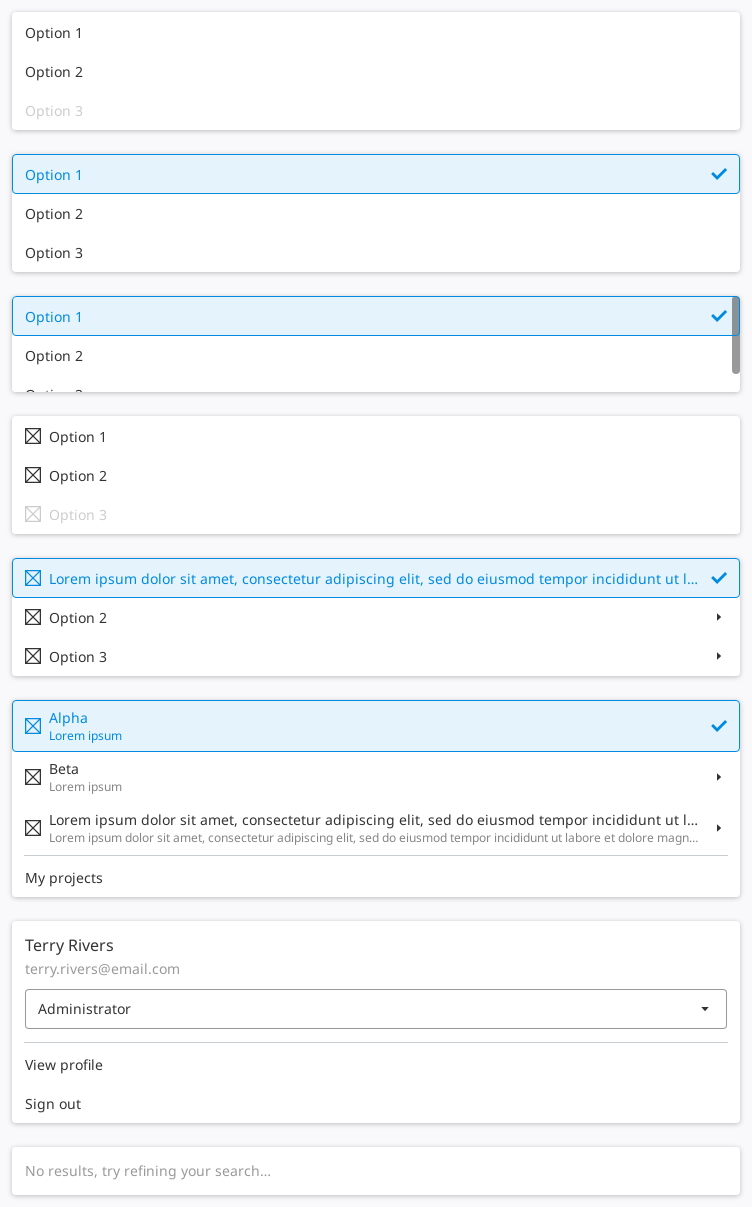 Option 1
Option 2
Option 3
Option 1
Option 2
Option 3
Option 1
Option 2
Option 1
Option 2
Option 3
Lorem ipsum dolor sit amet, consectetur adipiscing elit, sed do eiusmod tempor incididunt ut l...
Option 2
Option 3
Alpha
Lorem ipsum
Beta
Lorem ipsum
Lorem ipsum dolor sit amet, consectetur adipiscing elit, sed do eiusmod tempor incididunt ut l...
Lorem ipsum dolor sit amet, consectetur adipiscing elit, sed do eiusmod tempor incididunt ut labore et dolore magn...
My projects
Terry Rivers
terry.rivers@email.com
Administrator
View profile
Sign out
No results, try refining your search...